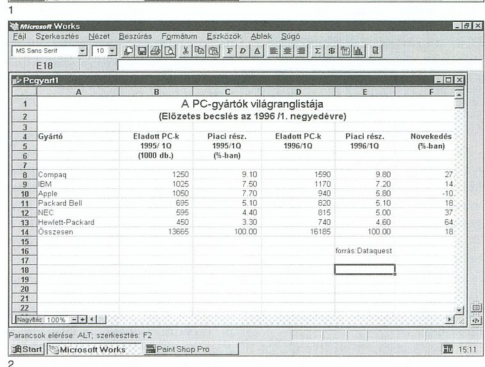 1
Microsoft Works
Fájl Szerkesztés Nézet Beszúrás Formátum Eszközök Ablak Súgó
MS Sans Serif 10 F D A Σ $
E18
Pcgyart1
A B C D E F
1 A PC-gyártók világranglistája
2 (Előzetes becslés az 1996 /1. negyedévre)
3
4 Gyártó Eladott PC-k Piaci rész. Eladott PC-k Piaci rész. Novekedés
5 1995/ 1Q 1995/1Q 1996/1Q 1996/1Q (%-ban)
6 (1000 db.) (%-ban)
7
8 Compaq 1250 9.10 1590 9.80 27
9 IBM 1025 7.50 1170 7.20 14
10 Apple 1050 7.70 940 5.80 -10
11 Packard Bell 695 5.10 820 5.10 18
12 NEC 595 4.40 815 5.00 37
13 Hewlett-Packard 450 3.30 740 4.60 64
14 Összesen 13665 100.00 16185 100.00 18
15
16 forrás:Dataquest
17
18
19
20
21
22
Nagyítás 100%
Parancsok elérése: ALT; szerkesztés: F2
Start Microsoft Works Paint Shop Pro HU 15:11
2